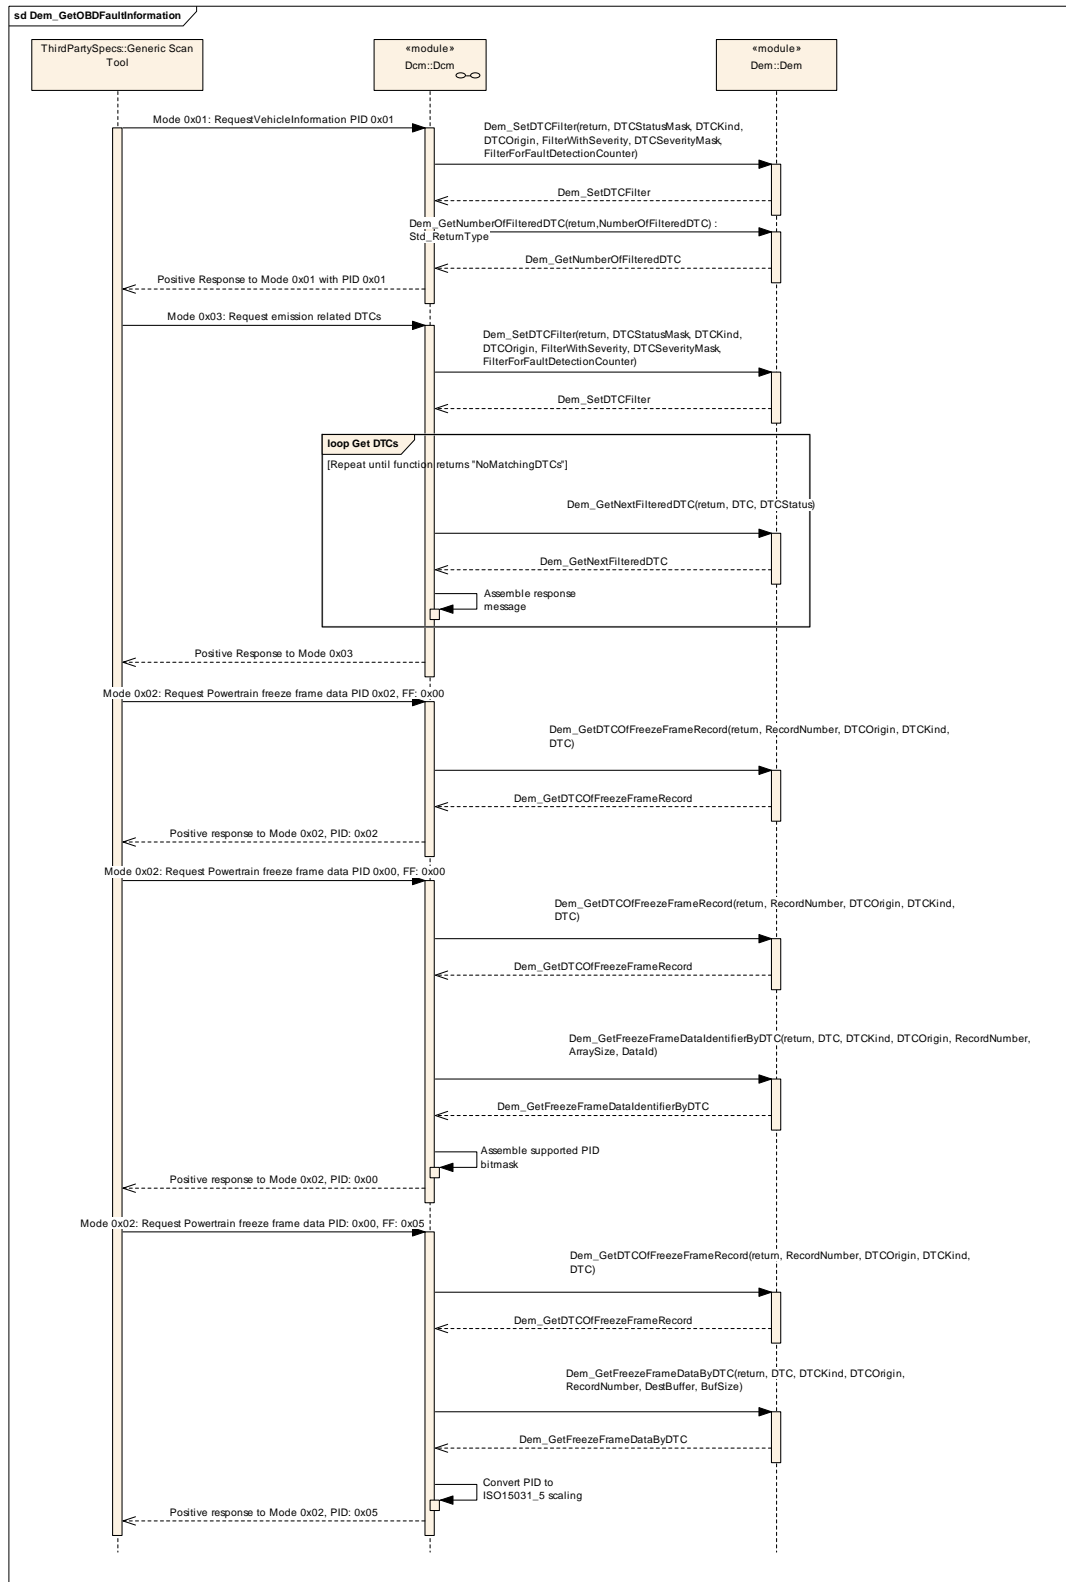 sd Dem_GetOBDFaultInformation
ThirdPartySpecs::Generic Scan
Tool
«module»
Dcm::Dcm
«module»
Dem::Dem
Mode 0x01: RequestVehicleInformation PID 0x01
Dem_SetDTCFilter(return, DTCStatusMask, DTCKind,
DTCOrigin, FilterWithSeverity, DTCSeverityMask,
FilterForFaultDetectionCounter)
Dem_SetDTCFilter
Dem_GetNumberOfFilteredDTC(return,NumberOfFilteredDTC) :
Std_ReturnType
Dem_GetNumberOfFilteredDTC
Positive Response to Mode 0x01 with PID 0x01
Mode 0x03: Request emission related DTCs
Dem_SetDTCFilter(return, DTCStatusMask, DTCKind,
DTCOrigin, FilterWithSeverity, DTCSeverityMask,
FilterForFaultDetectionCounter)
Dem_SetDTCFilter
loop Get DTCs
[Repeat until function returns "NoMatchingDTCs"]
Dem_GetNextFilteredDTC(return, DTC, DTCStatus)
Dem_GetNextFilteredDTC
Assemble response
message
Positive Response to Mode 0x03
Mode 0x02: Request Powertrain freeze frame data PID 0x02, FF: 0x00
Dem_GetDTCOfFreezeFrameRecord(return, RecordNumber, DTCOrigin, DTCKind,
DTC)
Dem_GetDTCOfFreezeFrameRecord
Positive response to Mode 0x02, PID: 0x02
Mode 0x02: Request Powertrain freeze frame data PID 0x00, FF: 0x00
Dem_GetDTCOfFreezeFrameRecord(return, RecordNumber, DTCOrigin, DTCKind,
DTC)
Dem_GetDTCOfFreezeFrameRecord
Dem_GetFreezeFrameDataIdentifierByDTC(return, DTC, DTCKind, DTCOrigin, RecordNumber,
ArraySize, DataId)
Dem_GetFreezeFrameDataIdentifierByDTC
Assemble supported PID
bitmask
Positive response to Mode 0x02, PID: 0x00
Mode 0x02: Request Powertrain freeze frame data PID: 0x00, FF: 0x05
Dem_GetDTCOfFreezeFrameRecord(return, RecordNumber, DTCOrigin, DTCKind,
DTC)
Dem_GetDTCOfFreezeFrameRecord
Dem_GetFreezeFrameDataByDTC(return, DTC, DTCKind, DTCOrigin,
RecordNumber, DestBuffer, BufSize)
Dem_GetFreezeFrameDataByDTC
Convert PID to
ISO15031_5 scaling
Positive response to Mode 0x02, PID: 0x05